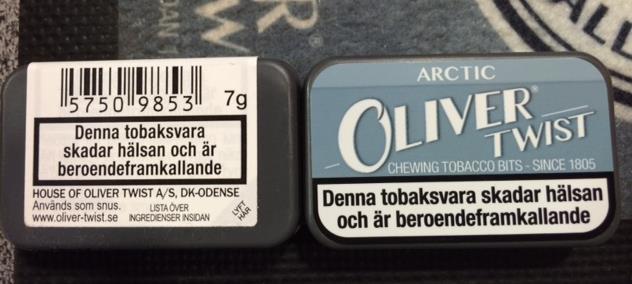 5750 9853
7g
Denna tobaksvara
skadar hälsan och är
beroendeframkallande
HOUSE OF OLIVER TWIST A/S, DK-ODENSE
Används som snus.
www.oliver-twist.se
LISTA ÖVER
INGREDIENSER INSIDAN
LYFT
HÄR
ARCTIC
OLIVER®
TWIST
CHEWING TOBACCO BITS - SINCE 1805
Denna tobaksvara skadar hälsan
och är beroendeframkallande